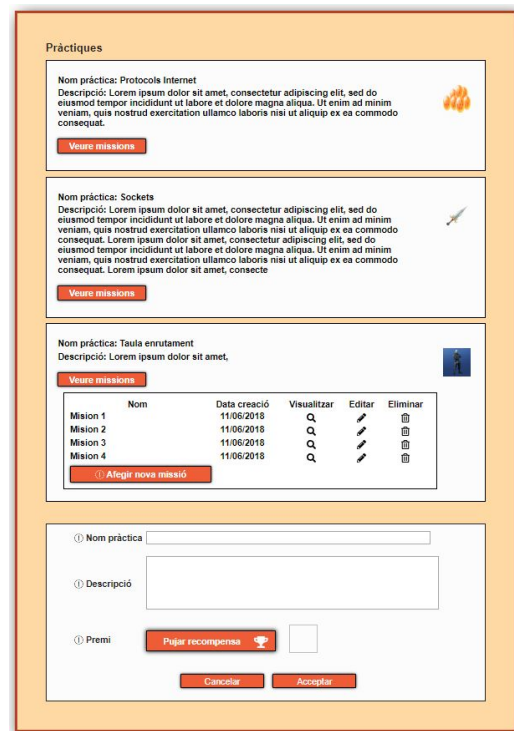 Pràctiques
Nom práctica: Protocols Internet
Descripció: Lorem ipsum dolor sit amet, consectetur adipiscing elit, sed do
eiusmod tempor incididunt ut labore et dolore magna aliqua. Ut enim ad minim
veniam, quis nostrud exercitation ullamco laboris nisi ut aliquip ex ea commodo
consequat.
Veure missions
Nom práctica: Sockets
Descripció: Lorem ipsum dolor sit amet, consectetur adipiscing elit, sed do
eiusmod tempor incididunt ut labore et dolore magna aliqua. Ut enim ad minim
veniam, quis nostrud exercitation ullamco laboris nisi ut aliquip ex ea commodo
consequat. Lorem ipsum dolor sit amet, consectetur adipiscing elit, sed do
eiusmod tempor incididunt ut labore et dolore magna aliqua. Ut enim ad minim
veniam, quis nostrud exercitation ullamco laboris nisi ut aliquip ex ea commodo
consequat. Lorem ipsum dolor sit amet, consecte
Veure missions
Nom práctica: Taula enrutament
Descripció: Lorem ipsum dolor sit amet,
Veure missions
Nom Data creació Visualitzar Editar Eliminar
Mision 1 11/06/2018
Mision 2 11/06/2018
Mision 3 11/06/2018
Mision 4 11/06/2018
Afegir nova missió
Nom pràctica
Descripció
Premi Pujar recompensa
Cancelar Acceptar